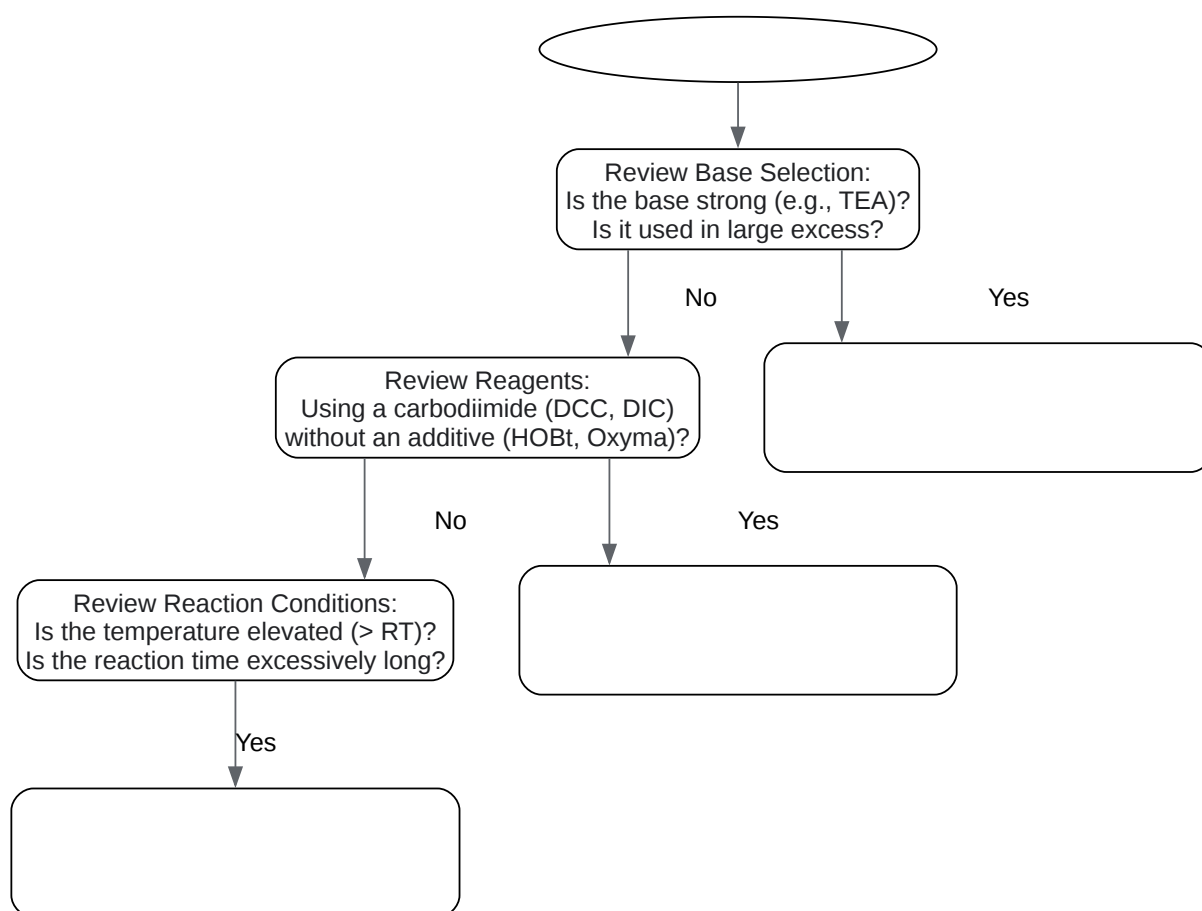 Review Base Selection:
Is the base strong (e.g., TEA)?
Is it used in large excess?
No
Yes
Review Reagents:
Using a carbodiimide (DCC, DIC)
without an additive (HOBt, Oxyma)?
No
Yes
Review Reaction Conditions:
Is the temperature elevated (> RT)?
Is the reaction time excessively long?
Yes